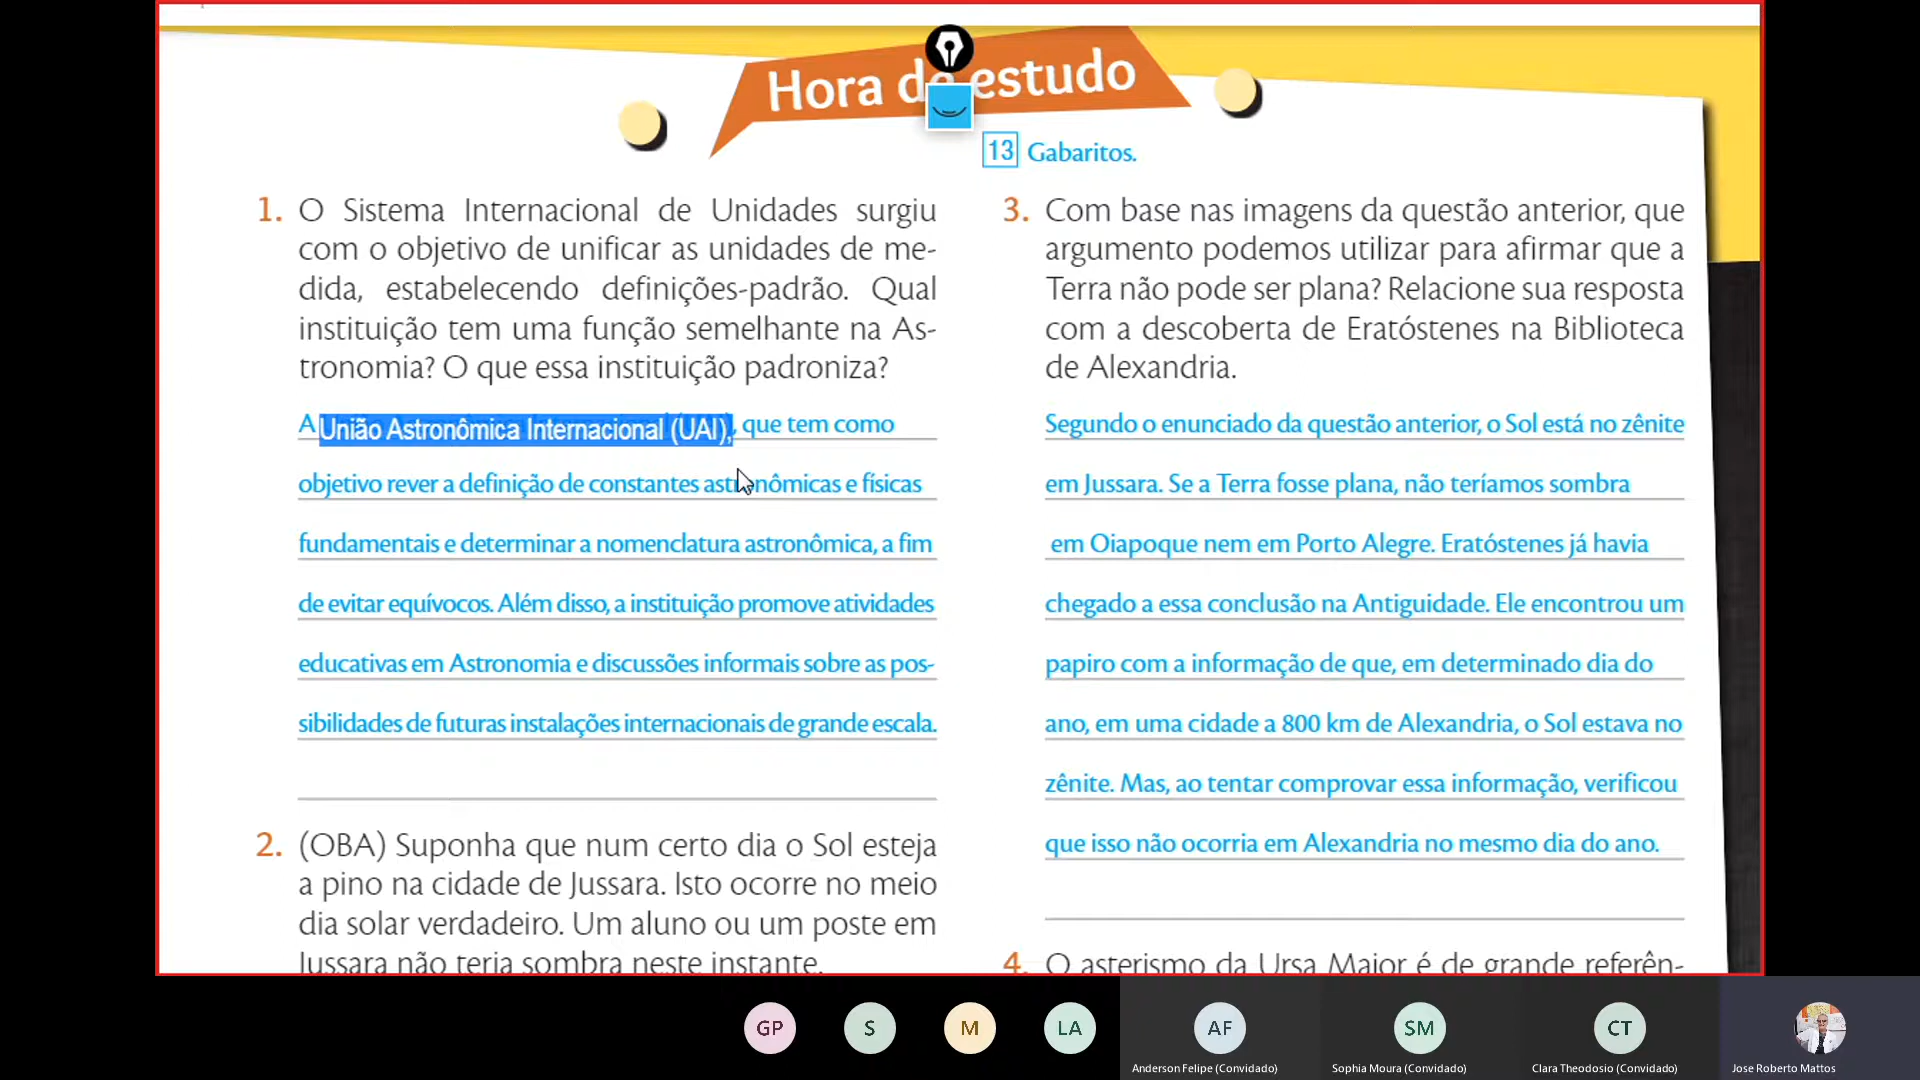 Hora de estudo
13 Gabaritos.
1. O Sistema Internacional de Unidades surgiu
com o objetivo de unificar as unidades de me-
dida, estabelecendo definições-padrão. Qual
instituição tem uma função semelhante na As-
tronomia? O que essa instituição padroniza?
A União Astronômica Internacional (UAI), que tem como
objetivo rever a definição de constantes astronômicas e físicas
fundamentais e determinar a nomenclatura astronômica, a fim
de evitar equívocos. Além disso, a instituição promove atividades
educativas em Astronomia e discussões informais sobre as pos-
sibilidades de futuras instalações internacionais de grande escala.
2. (OBA) Suponha que num certo dia o Sol esteja
a pino na cidade de Jussara. Isto ocorre no meio
dia solar verdadeiro. Um aluno ou um poste em
Jussara não teria sombra neste instante.
3. Com base nas imagens da questão anterior, que
argumento podemos utilizar para afirmar que a
Terra não pode ser plana? Relacione sua resposta
com a descoberta de Eratóstenes na Biblioteca
de Alexandria.
Segundo o enunciado da questão anterior, o Sol está no zênite
em Jussara. Se a Terra fosse plana, não teríamos sombra
em Oiapoque nem em Porto Alegre. Eratóstenes já havia
chegado a essa conclusão na Antiguidade. Ele encontrou um
papiro com a informação de que, em determinado dia do
ano, em uma cidade a 800 km de Alexandria, o Sol estava no
zênite. Mas, ao tentar comprovar essa informação, verificou
que isso não ocorria em Alexandria no mesmo dia do ano.
4. O asterismo da Ursa Maior é de grande referên-
GP
S
M
LA
AF
SM
CT
Anderson Felipe (Convidado)
Sophia Moura (Convidado)
Clara Theodosio (Convidado)
Jose Roberto Mattos